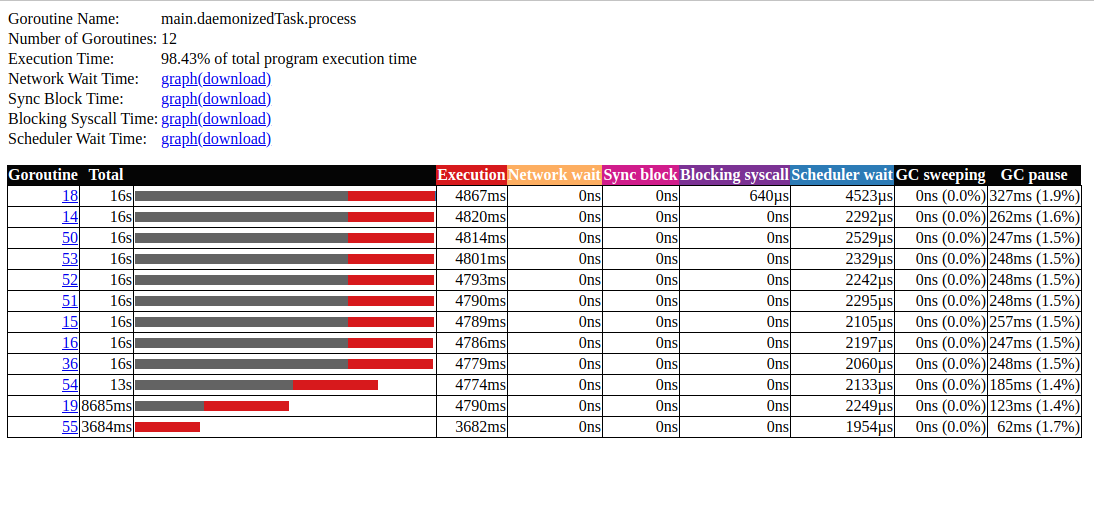 Goroutine Name: main.daemonizedTask.process
Number of Goroutines: 12
Execution Time: 98.43% of total program execution time
Network Wait Time: graph(download)
Sync Block Time: graph(download)
Blocking Syscall Time: graph(download)
Scheduler Wait Time: graph(download)
Goroutine Total Execution Network wait Sync block Blocking syscall Scheduler wait GC sweeping GC pause
18 16s 4867ms 0ns 0ns 640µs 4523µs 0ns (0.0%) 327ms (1.9%)
14 16s 4820ms 0ns 0ns 0ns 2292µs 0ns (0.0%) 262ms (1.6%)
50 16s 4814ms 0ns 0ns 0ns 2529µs 0ns (0.0%) 247ms (1.5%)
53 16s 4801ms 0ns 0ns 0ns 2329µs 0ns (0.0%) 248ms (1.5%)
52 16s 4793ms 0ns 0ns 0ns 2242µs 0ns (0.0%) 248ms (1.5%)
51 16s 4790ms 0ns 0ns 0ns 2295µs 0ns (0.0%) 248ms (1.5%)
15 16s 4789ms 0ns 0ns 0ns 2105µs 0ns (0.0%) 257ms (1.5%)
16 16s 4786ms 0ns 0ns 0ns 2197µs 0ns (0.0%) 247ms (1.5%)
36 16s 4779ms 0ns 0ns 0ns 2060µs 0ns (0.0%) 248ms (1.5%)
54 13s 4774ms 0ns 0ns 0ns 2133µs 0ns (0.0%) 185ms (1.4%)
19 8685ms 4790ms 0ns 0ns 0ns 2249µs 0ns (0.0%) 123ms (1.4%)
55 3684ms 3682ms 0ns 0ns 0ns 1954µs 0ns (0.0%) 62ms (1.7%)